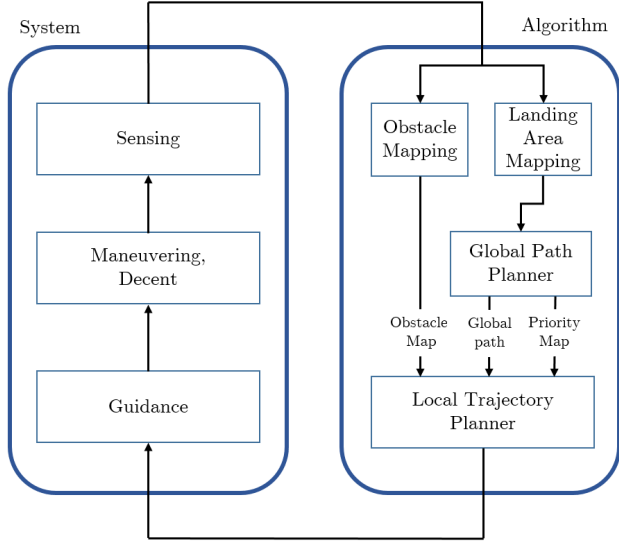 System
Sensing
Maneuvering,
Decent
Guidance
Algorithm
Obstacle
Mapping
Landing
Area
Mapping
Global Path
Planner
Obstacle
Map
Global
path
Priority
Map
Local Trajectory
Planner